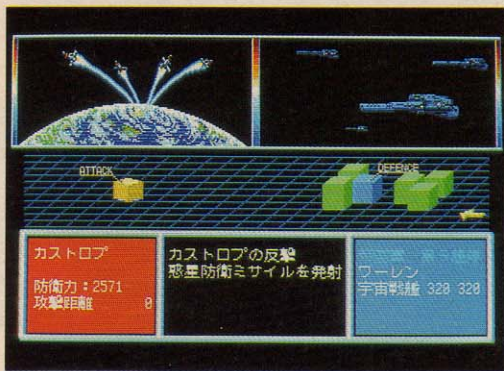 ATTACK
DEFENCE
カストロプ
防衛力:2571
攻撃距離 0
カストロプの反撃
惑星防衛ミサイルを発射
ワーレン
宇宙戦艦 320 320